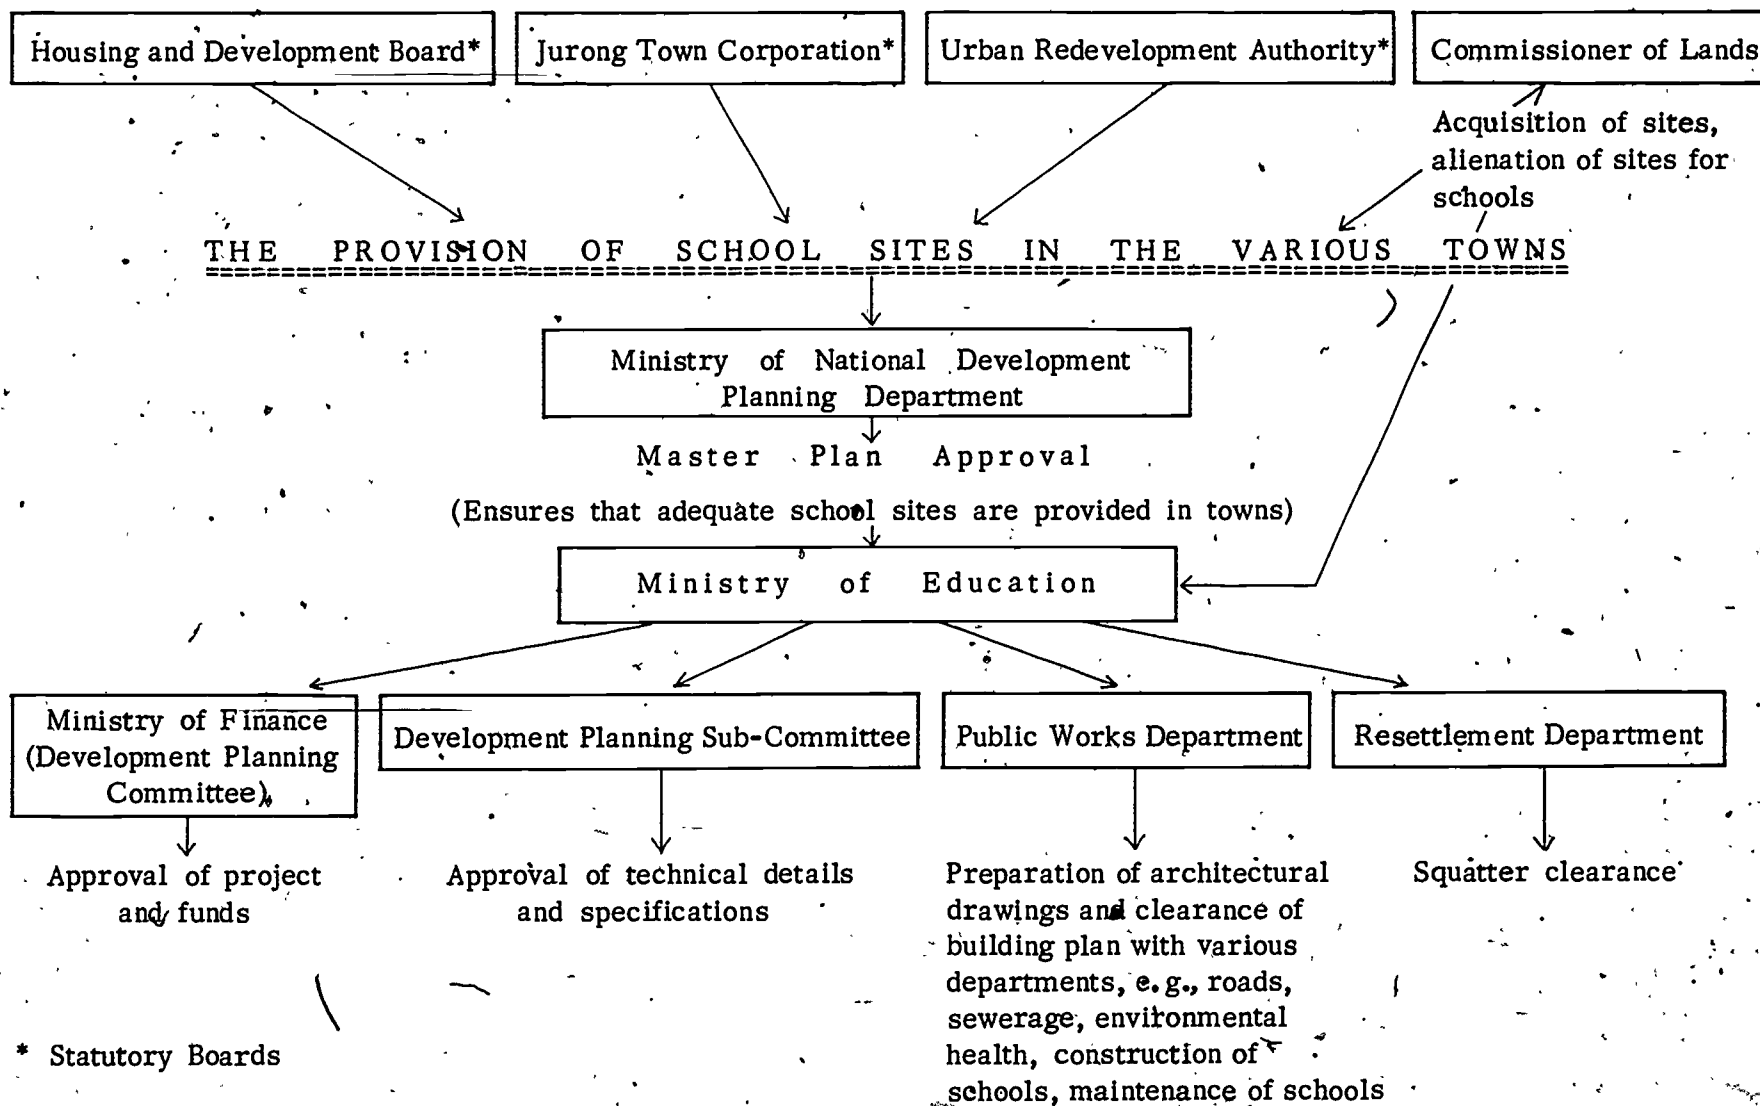 Housing and Development Board*
Jurong Town Corporation*
Urban Redevelopment Authority*
Commissioner of Lands
Acquisition of sites,
alienation of sites for
schools
THE PROVISION OF SCHOOL SITES IN THE VARIOUS TOWNS
Ministry of National Development
Planning Department
Master Plan Approval
(Ensures that adequate school sites are provided in towns)
Ministry of Education
Ministry of Finance
(Development Planning
Committee)
Development Planning Sub-Committee
Public Works Department
Resettlement Department
Approval of project
and funds
Approval of technical details
and specifications
Preparation of architectural
drawings and clearance of
building plan with various
departments, e.g., roads,
sewerage, environmental
health, construction of
schools, maintenance of schools
Squatter clearance
* Statutory Boards